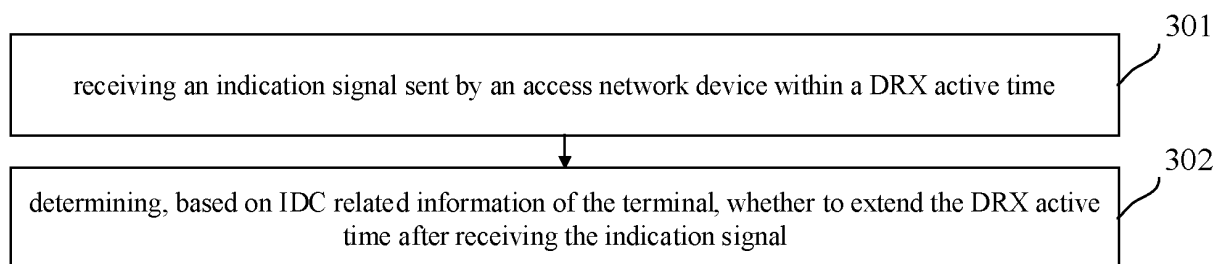 301
receiving an indication signal sent by an access network device within a DRX active time
302
determining, based on IDC related information of the terminal, whether to extend the DRX active
time after receiving the indication signal